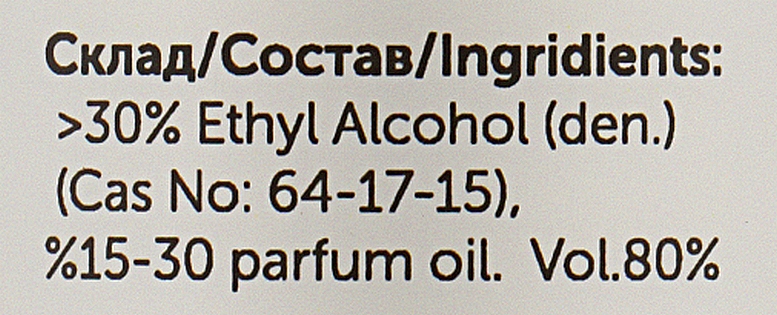 Склад/Состав/Ingridients:
>30% Ethyl Alcohol (den.)
(Cas No: 64-17-15),
%15-30 parfum oil. Vol.80%